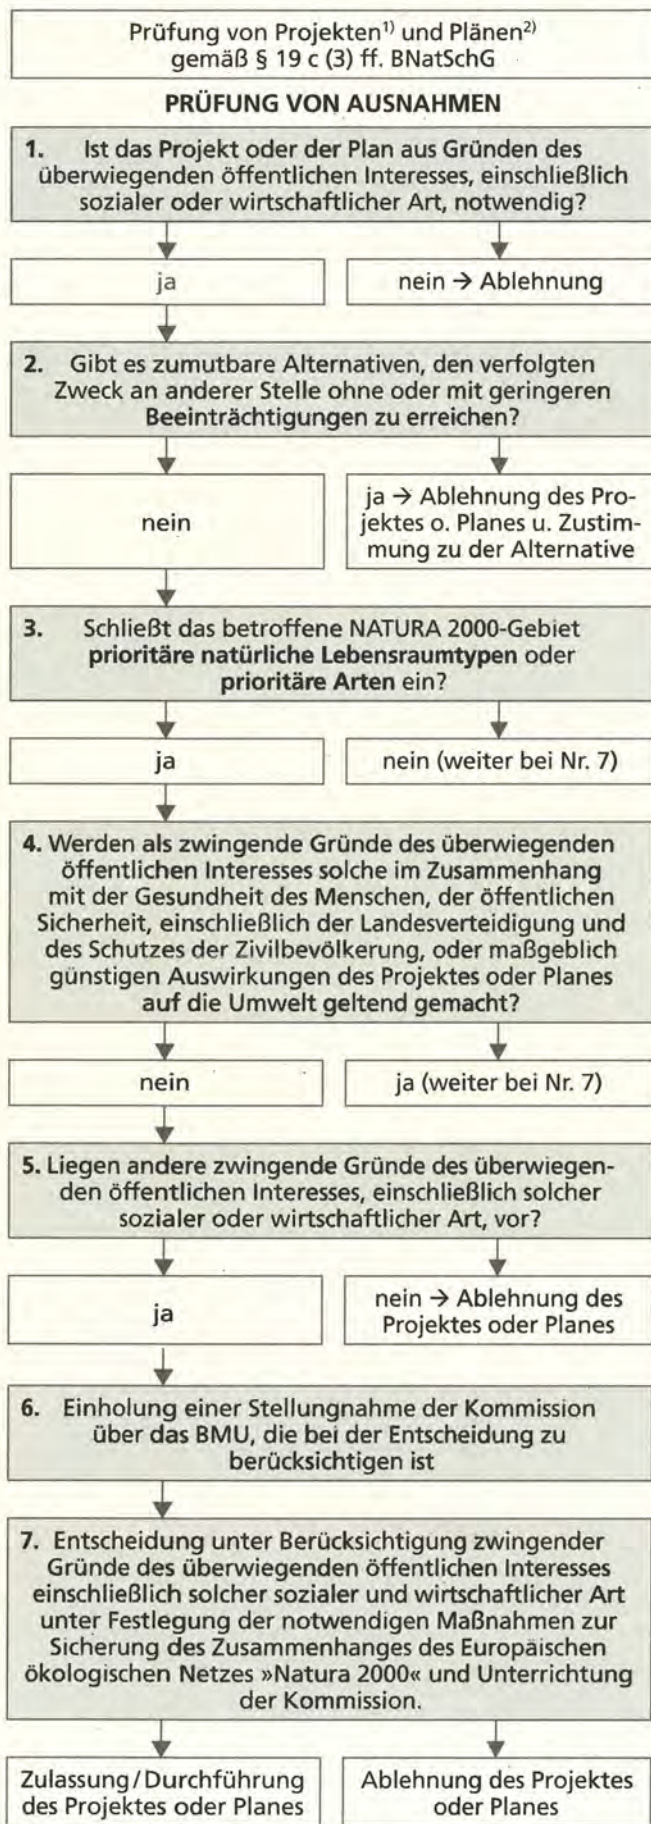 Prüfung von Projekten¹⁾ und Plänen²⁾
gemäß § 19 c (3) ff. BNatSchG
PRÜFUNG VON AUSNAHMEN
1. Ist das Projekt oder der Plan aus Gründen des
überwiegenden öffentlichen Interesses, einschließlich
sozialer oder wirtschaftlicher Art, notwendig?
ja
nein → Ablehnung
2. Gibt es zumutbare Alternativen, den verfolgten
Zweck an anderer Stelle ohne oder mit geringeren
Beeinträchtigungen zu erreichen?
nein
ja → Ablehnung des Pro-
jektes o. Planes u. Zustim-
mung zu der Alternative
3. Schließt das betroffene NATURA 2000-Gebiet
prioritäre natürliche Lebensraumtypen oder
prioritäre Arten ein?
ja
nein (weiter bei Nr. 7)
4. Werden als zwingende Gründe des überwiegenden
öffentlichen Interesses solche im Zusammenhang
mit der Gesundheit des Menschen, der öffentlichen
Sicherheit, einschließlich der Landesverteidigung und
des Schutzes der Zivilbevölkerung, oder maßgeblich
günstigen Auswirkungen des Projektes oder Planes
auf die Umwelt geltend gemacht?
nein
ja (weiter bei Nr. 7)
5. Liegen andere zwingende Gründe des überwiegen-
den öffentlichen Interesses, einschließlich solcher
sozialer oder wirtschaftlicher Art, vor?
ja
nein → Ablehnung des
Projektes oder Planes
6. Einholung einer Stellungnahme der Kommission
über das BMU, die bei der Entscheidung zu
berücksichtigen ist
7. Entscheidung unter Berücksichtigung zwingender
Gründe des überwiegenden öffentlichen Interesses
einschließlich solcher sozialer und wirtschaftlicher Art
unter Festlegung der notwendigen Maßnahmen zur
Sicherung des Zusammenhanges des Europäischen
ökologischen Netzes »Natura 2000« und Unterrichtung
der Kommission.
Zulassung/Durchführung
des Projektes oder Planes
Ablehnung des Projektes
oder Planes